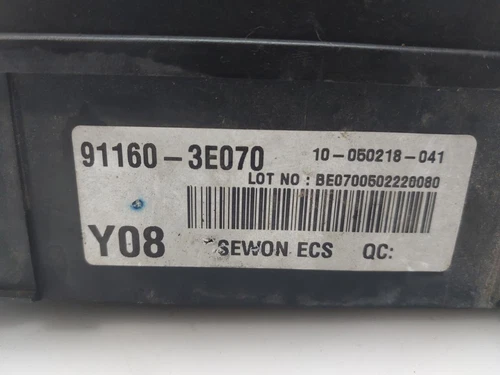 91160-3E070 10-050218-041
LOT NO : BE0700502220080
Y08 SEWON ECS QC: